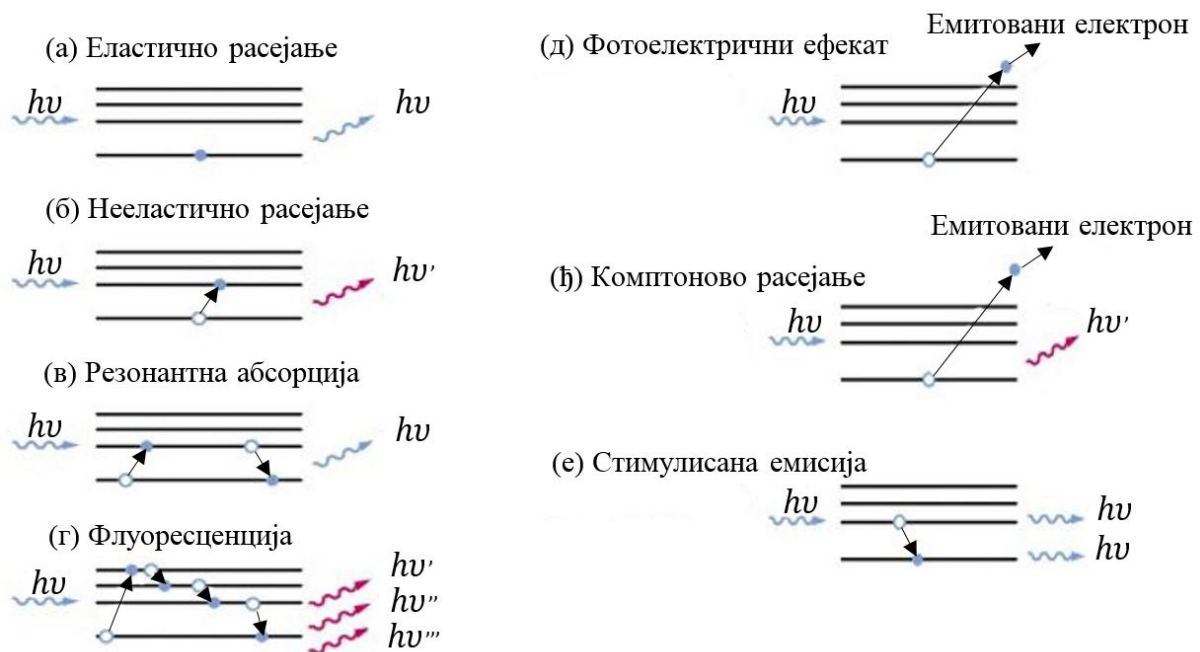 (а) Еластично расејање
hυ
hυ
(б) Нееластично расејање
hυ
hυ'
(в) Резонантна абсорција
hυ
hυ
(г) Флуоресценција
hυ
hυ'
hυ''
hυ'''
Емитовани електрон
(д) Фотоелектрични ефекат
hυ
Емитовани електрон
(ђ) Комптоново расејање
hυ
hυ'
(е) Стимулисана емисија
hυ
hυ
hυ